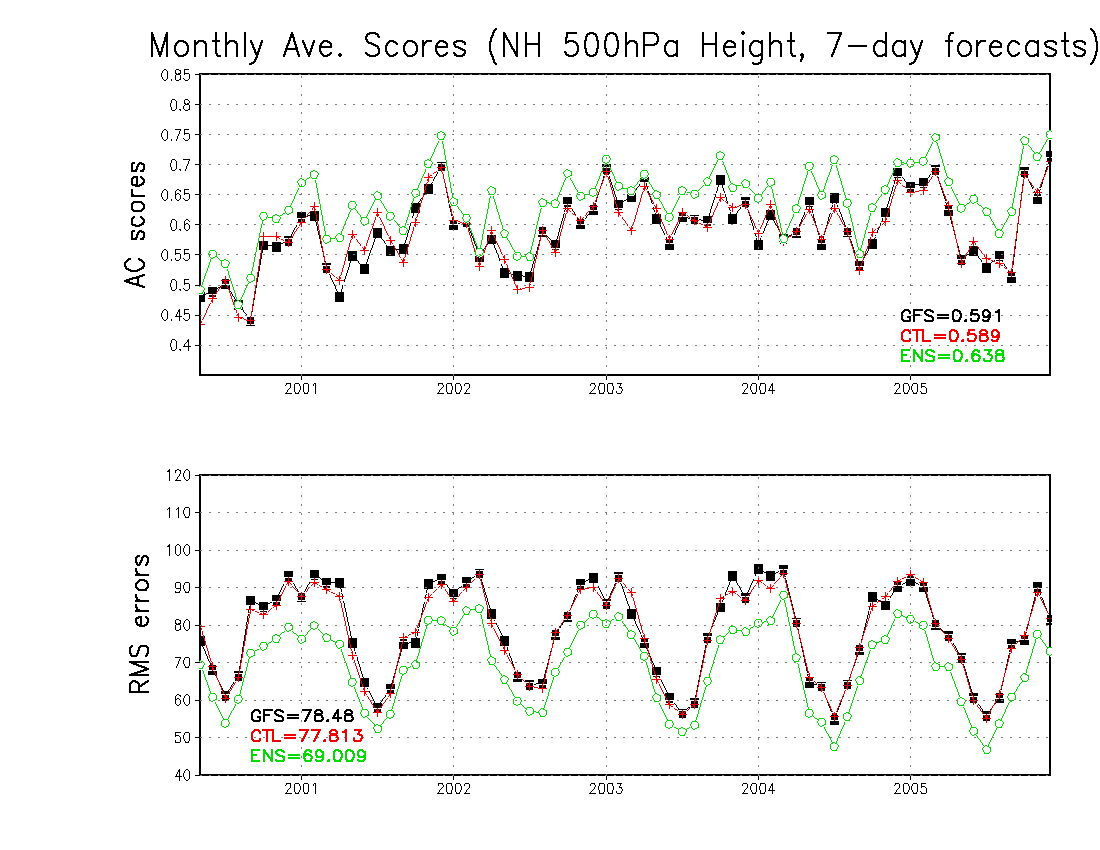 Monthly Ave. Scores (NH 500hPa Height, 7-day forecasts)
0.85
0.8
0.75
0.7
0.65
0.6
0.55
0.5
0.45
0.4
AC scores
GFS=0.591
CTL=0.589
ENS=0.638
2001 2002 2003 2004 2005
120
110
100
90
80
70
60
50
40
RMS errors
GFS=78.48
CTL=77.813
ENS=69.009
2001 2002 2003 2004 2005